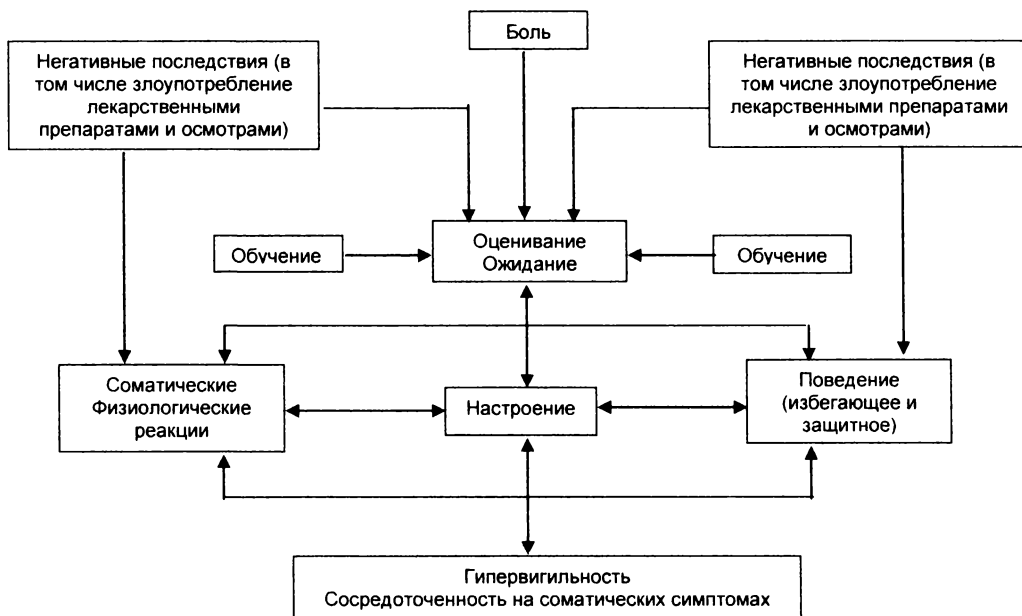 Боль
Негативные последствия (в
том числе злоупотребление
лекарственными
препаратами и осмотрами)
Негативные последствия (в
том числе злоупотребление
лекарственными препаратами
и осмотрами)
Обучение
Оценивание
Ожидание
Обучение
Соматические
Физиологические
реакции
Настроение
Поведение
(избегающее и
защитное)
Гипервигильность
Сосредоточенность на соматических симптомах